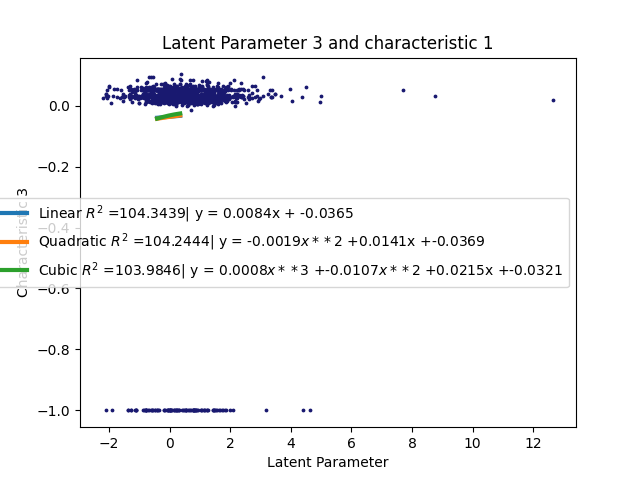 Latent Parameter 3 and characteristic 1
0.0
−0.2
−0.4
−0.6
−0.8
−1.0
Characteristic 3
Linear R² =104.3439| y = 0.0084x + -0.0365
Quadratic R² =104.2444| y = -0.0019x * *2 +0.0141x +-0.0369
Cubic R² =103.9846| y = 0.0008x * *3 +-0.0107x * *2 +0.0215x +-0.0321
−2 0 2 4 6 8 10 12
Latent Parameter